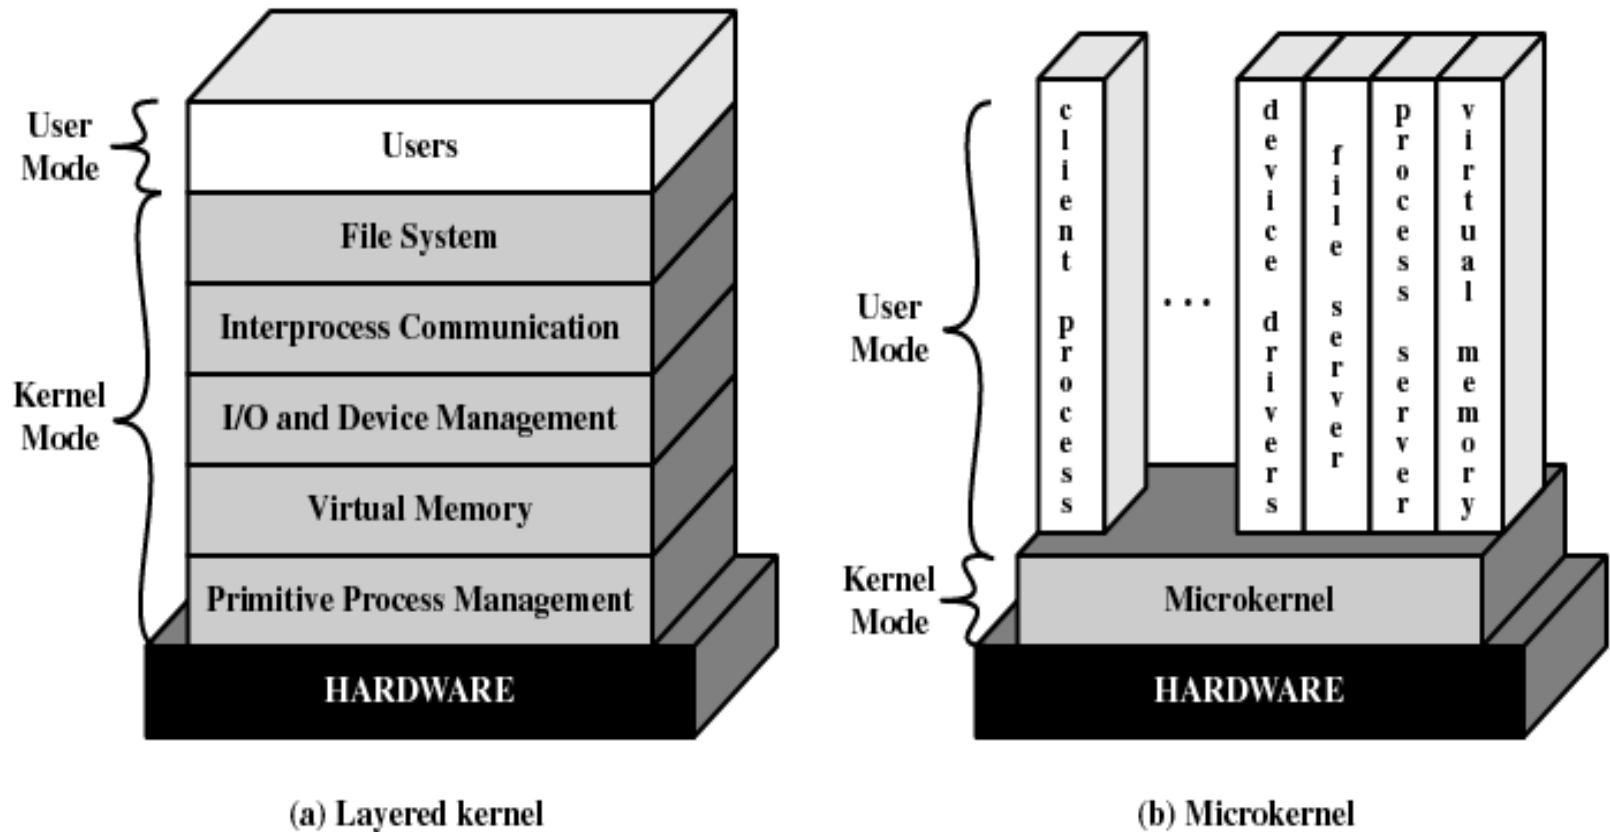 User
Mode
Users
File System
Interprocess Communication
Kernel
Mode
I/O and Device Management
Virtual Memory
Primitive Process Management
HARDWARE
(a) Layered kernel
User
Mode
client process
...
device drivers
file server
process server
virtual memory
Kernel
Mode
Microkernel
HARDWARE
(b) Microkernel